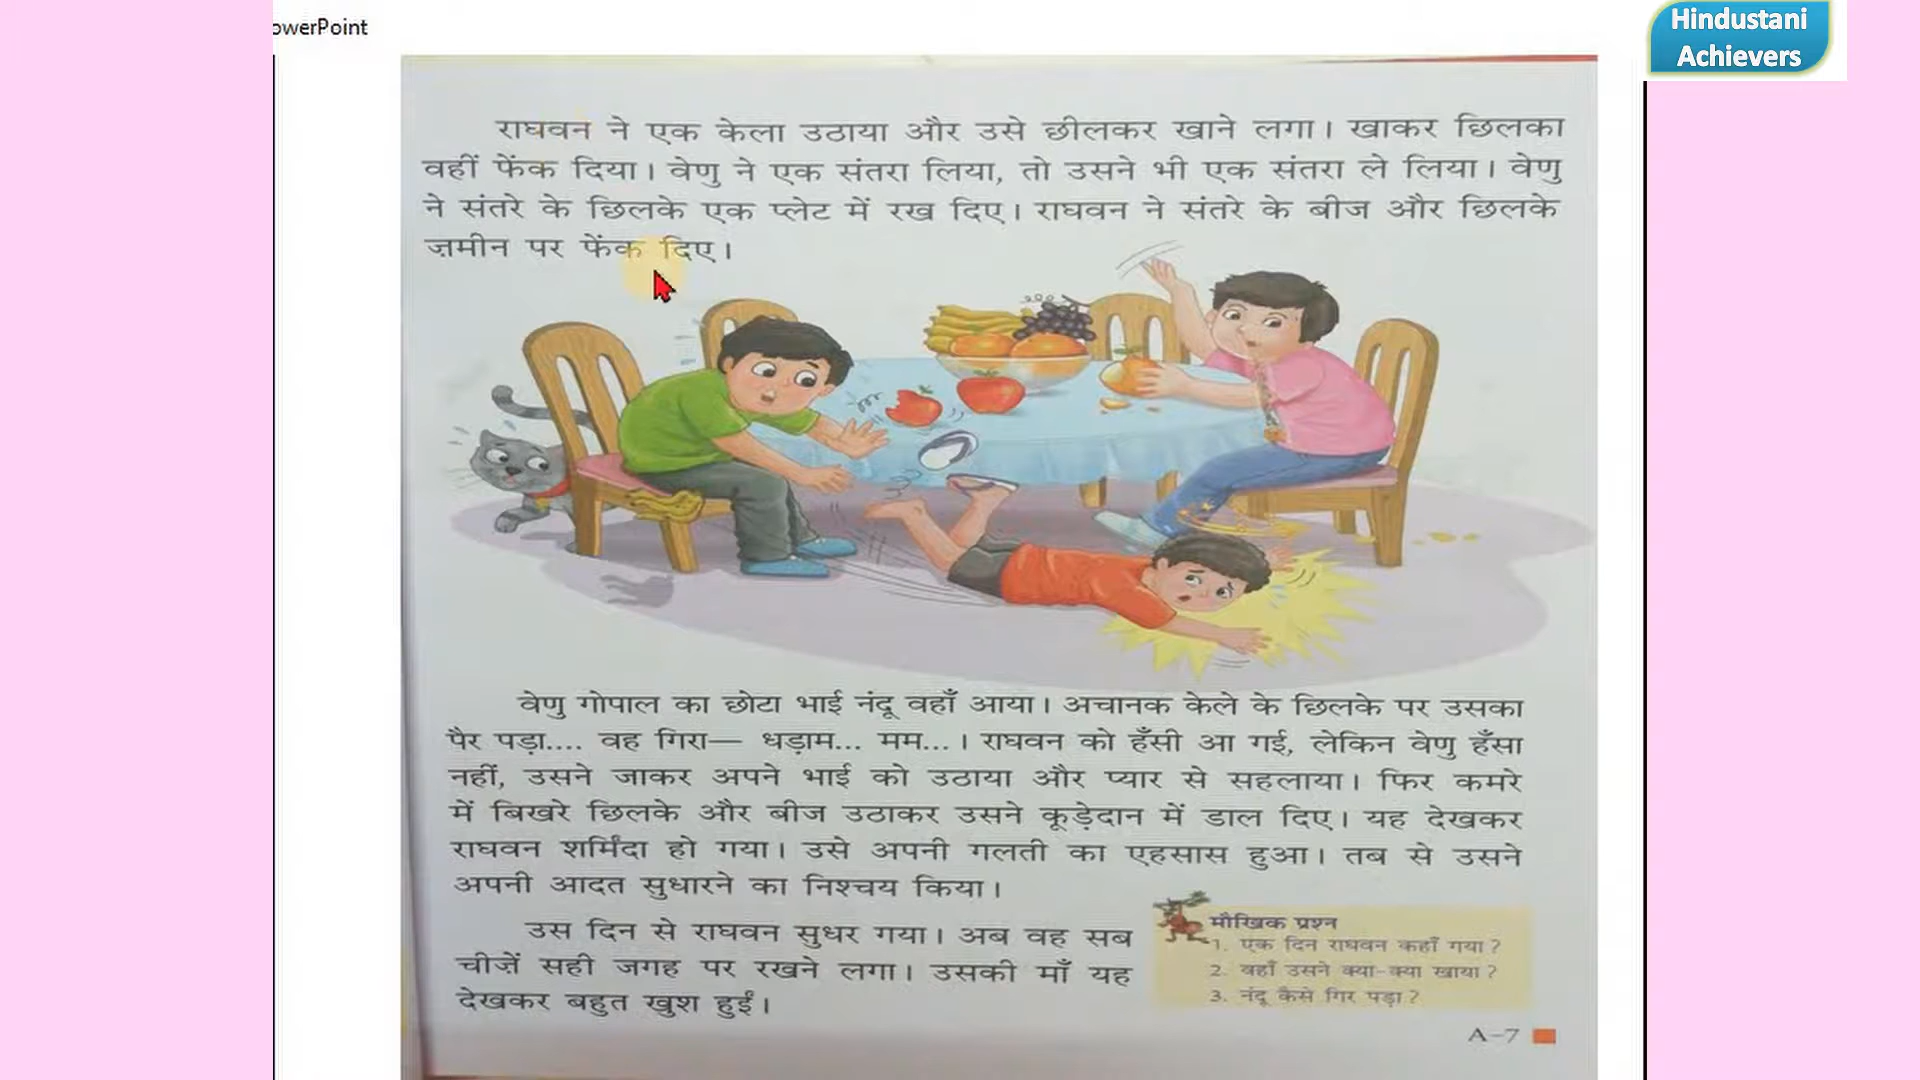 owerPoint
Hindustani
Achievers
राघवन ने एक केला उठाया और उसे छीलकर खाने लगा। खाकर छिलका
वहीं फेंक दिया। वेणु ने एक संतरा लिया, तो उसने भी एक संतरा ले लिया। वेणु
ने संतरे के छिलके एक प्लेट में रख दिए। राघवन ने संतरे के बीज और छिलके
ज़मीन पर फेंक दिए।
वेणु गोपाल का छोटा भाई नंदू वहाँ आया। अचानक केले के छिलके पर उसका
पैर पड़ा.... वह गिरा— धड़ाम... मम...। राघवन को हँसी आ गई, लेकिन वेणु हँसा
नहीं, उसने जाकर अपने भाई को उठाया और प्यार से सहलाया। फिर कमरे
में बिखरे छिलके और बीज उठाकर उसने कूड़ेदान में डाल दिए। यह देखकर
राघवन शर्मिंदा हो गया। उसे अपनी गलती का एहसास हुआ। तब से उसने
अपनी आदत सुधारने का निश्चय किया।
उस दिन से राघवन सुधर गया। अब वह सब
चीज़ें सही जगह पर रखने लगा। उसकी माँ यह
देखकर बहुत खुश हुईं।
मौखिक प्रश्न
1. एक दिन राघवन कहाँ गया?
2. वहाँ उसने क्या-क्या खाया?
3. नंदू कैसे गिर पड़ा?
A-7